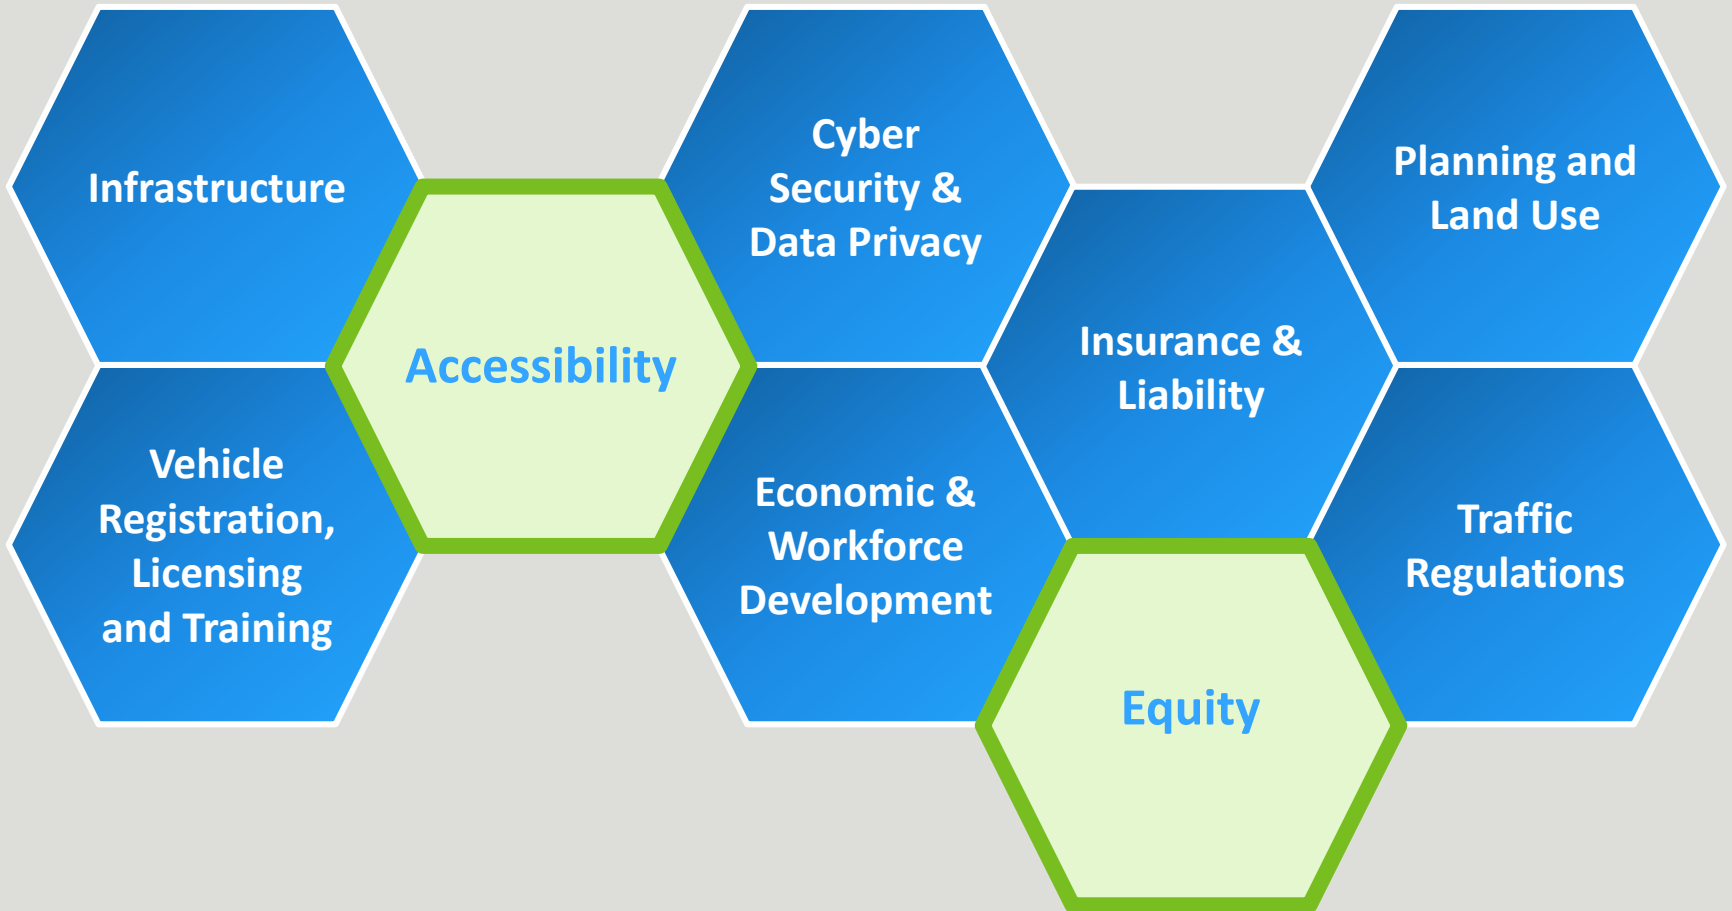 Infrastructure
Cyber
Security &
Data Privacy
Planning and
Land Use
Accessibility
Insurance &
Liability
Vehicle
Registration,
Licensing
and Training
Economic &
Workforce
Development
Traffic
Regulations
Equity